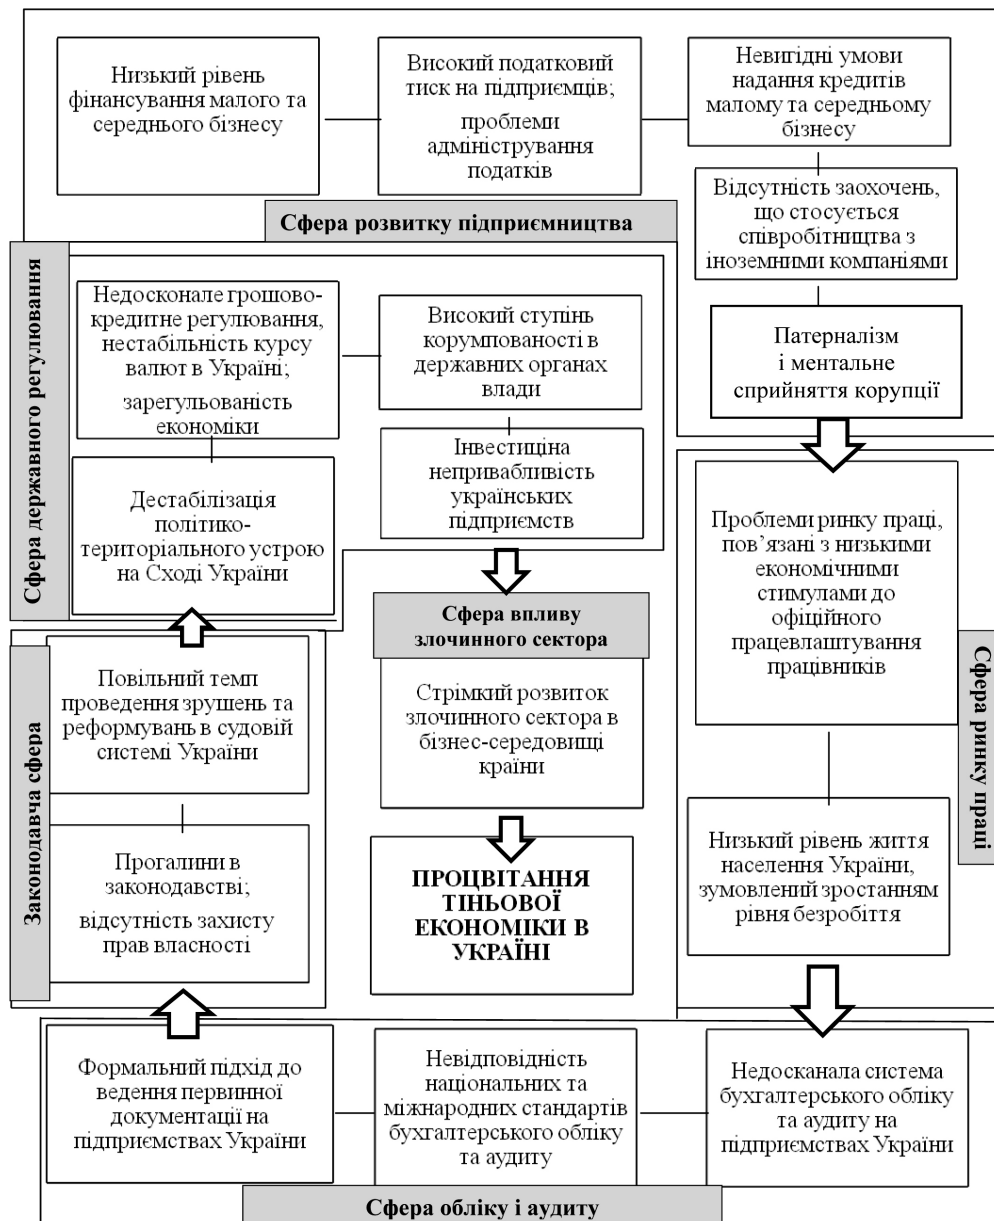 Низький рівень
фінансування малого та
середнього бізнесу
Високий податковий
тиск на підприємців;
проблеми
адміністрування
податків
Невигідні умови
надання кредитів
малому та середньому
бізнесу
Відсутність заохочень,
що стосується
співробітництва з
іноземними компаніями
Сфера розвитку підприємництва
Патерналізм
і ментальне
сприйняття корупції
Сфера державного регулювання
Недосконале грошово-
кредитне регулювання,
нестабільність курсу
валют в Україні;
зарегульованість
економіки
Високий ступінь
корумпованості в
державних органах
влади
Інвестиціна
непривабливість
українських
підприємств
Дестабілізація
політико-
територіального устрою
на Сході України
Проблеми ринку праці,
пов’язані з низькими
економічними
стимулами до
офіційного
працевлаштування
працівників
Сфера ринку праці
Сфера впливу
злочинного сектора
Стрімкий розвиток
злочинного сектора в
бізнес-середовищі
країни
Законодавча сфера
Повільний темп
проведення зрушень та
реформувань в судовій
системі України
Прогалини в
законодавстві;
відсутність захисту
прав власності
ПРОЦВІТАННЯ
ТІНЬОВОЇ
ЕКОНОМІКИ В
УКРАЇНІ
Низький рівень життя
населення України,
зумовлений зростанням
рівня безробіття
Формальний підхід до
ведення первинної
документації на
підприємствах України
Невідповідність
національних та
міжнародних стандартів
бухгалтерського обліку
та аудиту
Недосканала система
бухгалтерського обліку
та аудиту на
підприємствах України
Сфера обліку і аудиту